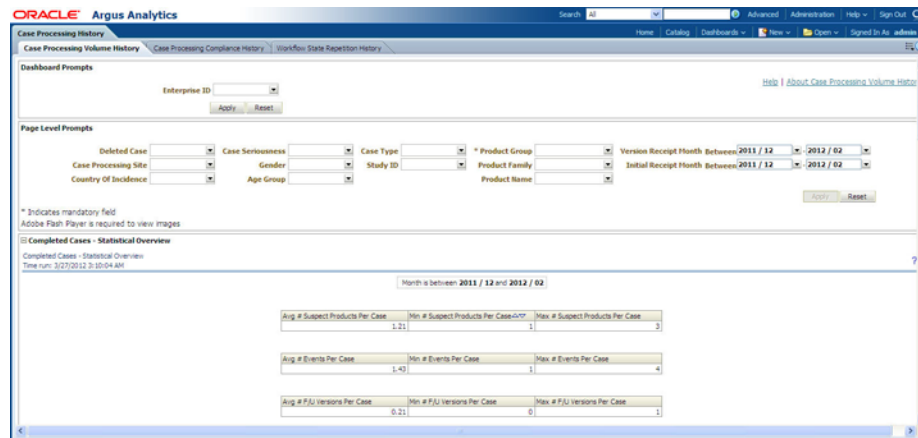 ORACLE Argus Analytics
Search All Advanced Administration Help Sign Out
Case Processing History Home Catalog Dashboards New Open Signed In As admin
Case Processing Volume History Case Processing Compliance History Workflow State Repetition History
Dashboard Prompts
Help | About Case Processing Volume Histor
Enterprise ID
Apply Reset
Page Level Prompts
Deleted Case Case Seriousness Case Type * Product Group Version Receipt Month Between 2011 / 12 - 2012 / 02
Case Processing Site Gender Study ID Product Family Initial Receipt Month Between 2011 / 12 - 2012 / 02
Country Of Incidence Age Group Product Name
Apply Reset
* Indicates mandatory field
Adobe Flash Player is required to view images
Completed Cases - Statistical Overview
Completed Cases - Statistical Overview
Time run: 3/27/2012 3:10:04 AM
?
Month is between 2011 / 12 and 2012 / 02
Avg # Suspect Products Per Case Min # Suspect Products Per Case Max # Suspect Products Per Case
1.21 1 3
Avg # Events Per Case Min # Events Per Case Max # Events Per Case
1.43 1 4
Avg # F/U Versions Per Case Min # F/U Versions Per Case Max # F/U Versions Per Case
0.21 0 1